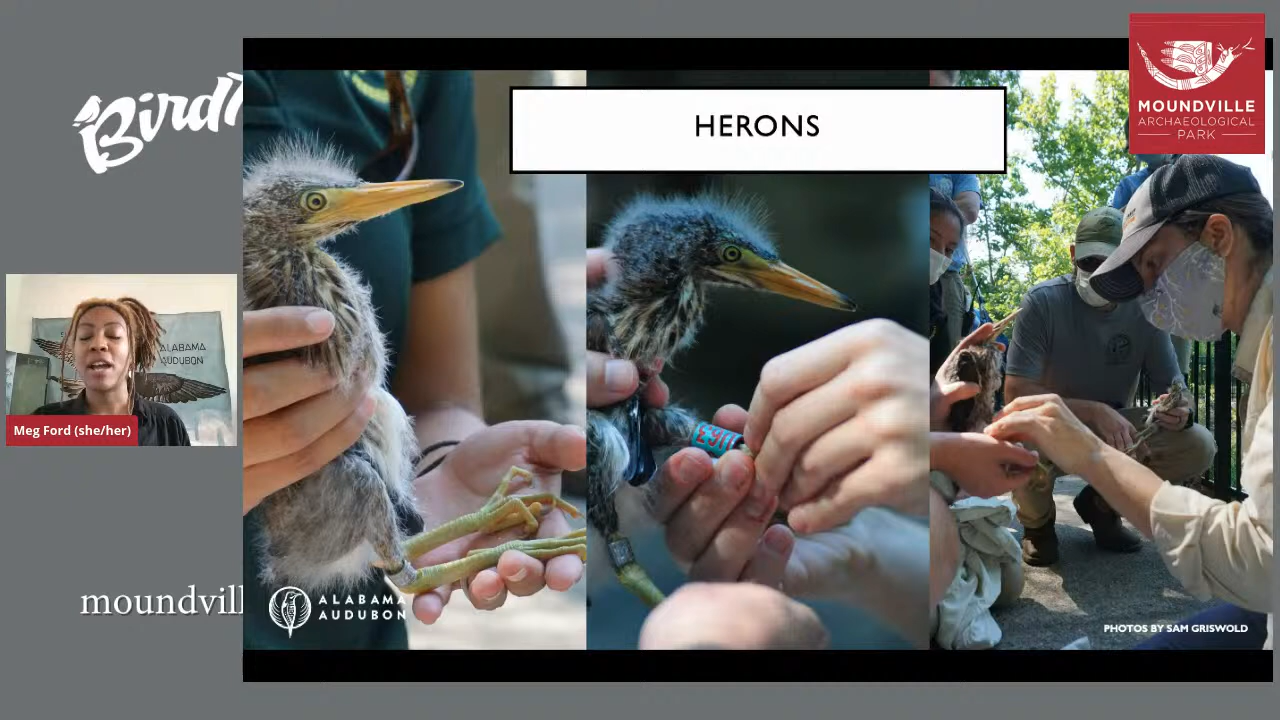 Bird
MOUNDVILLE
ARCHAEOLOGICAL
PARK
HERONS
ALABAMA
AUDUBON
Meg Ford (she/her)
moundvill
ALABAMA
AUDUBON
PHOTOS BY SAM GRISWOLD